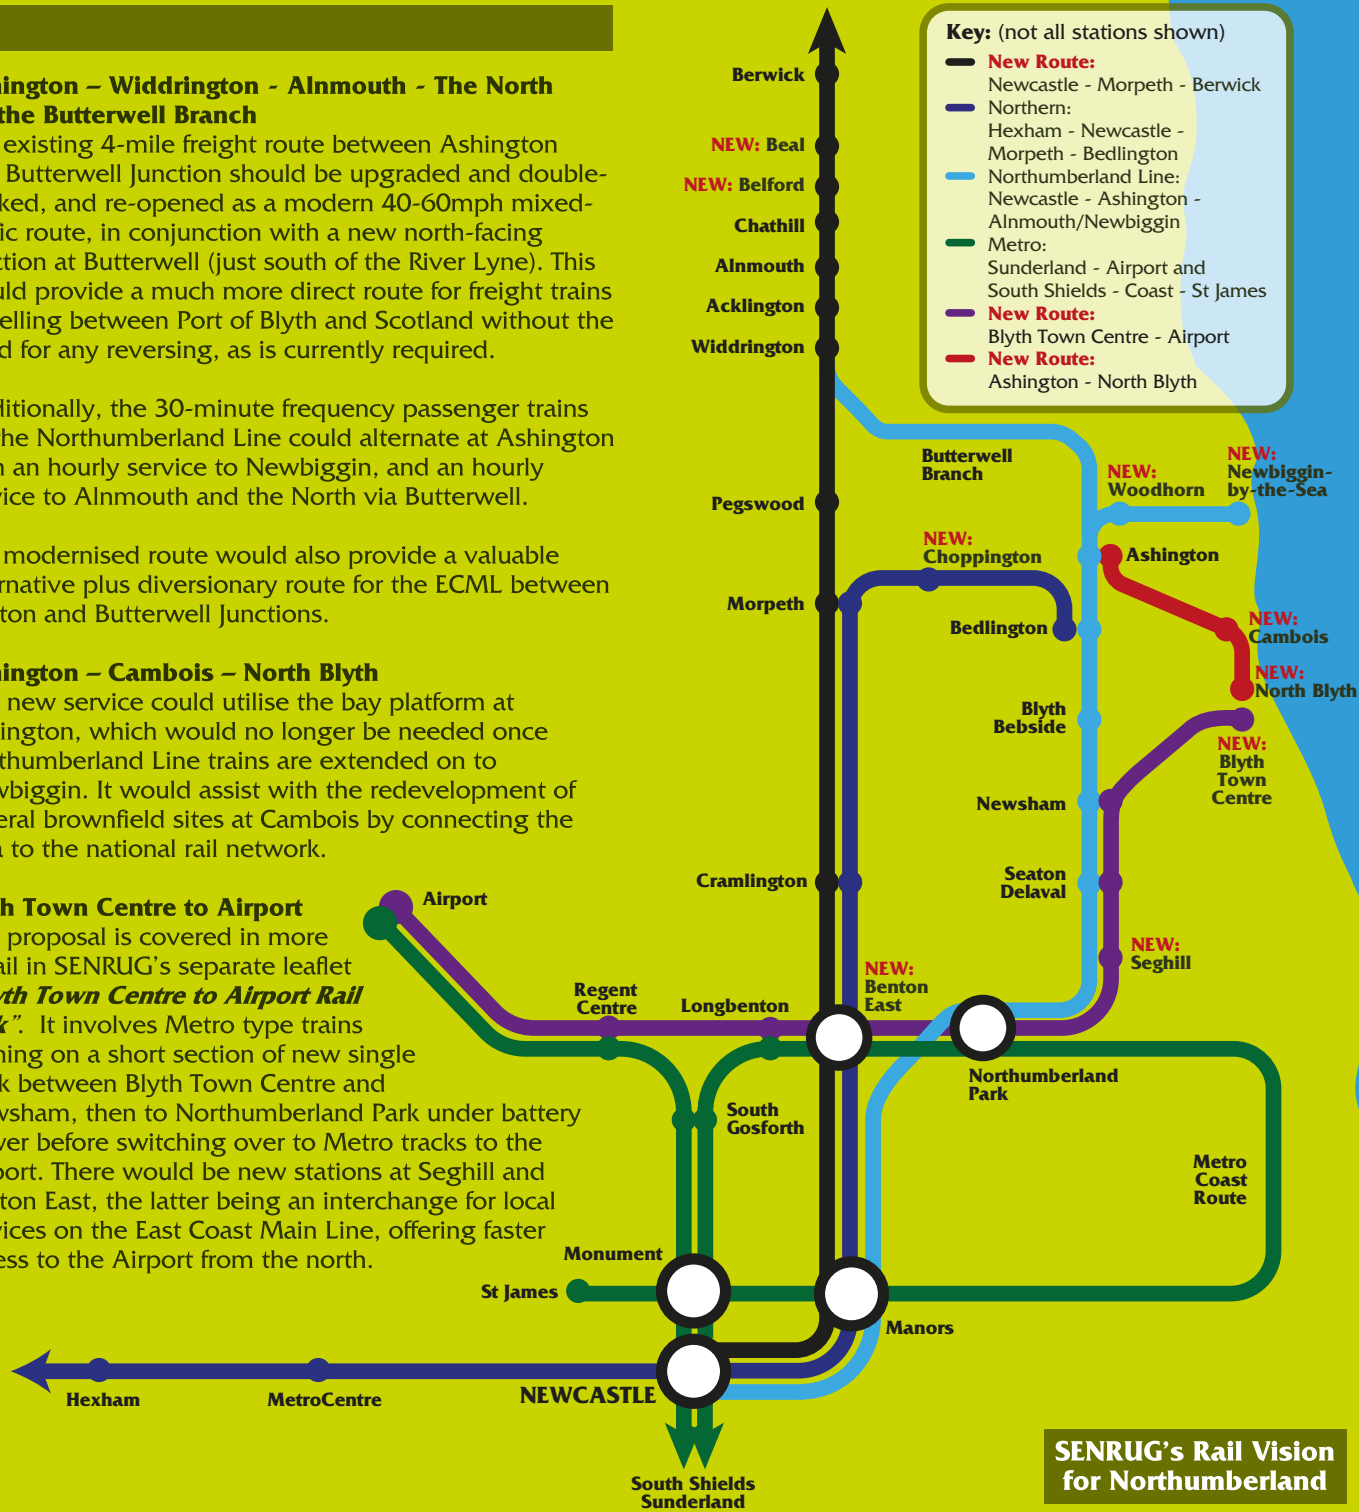 ington – Widdrington - Alnmouth - The North
the Butterwell Branch
existing 4-mile freight route between Ashington
Butterwell Junction should be upgraded and double-
ked, and re-opened as a modern 40-60mph mixed-
ic route, in conjunction with a new north-facing
ction at Butterwell (just south of the River Lyne). This
uld provide a much more direct route for freight trains
elling between Port of Blyth and Scotland without the
d for any reversing, as is currently required.
ditionally, the 30-minute frequency passenger trains
the Northumberland Line could alternate at Ashington
n an hourly service to Newbiggin, and an hourly
vice to Alnmouth and the North via Butterwell.
modernised route would also provide a valuable
rnative plus diversionary route for the ECML between
ton and Butterwell Junctions.
ington – Cambois – North Blyth
new service could utilise the bay platform at
ington, which would no longer be needed once
thumberland Line trains are extended on to
wbiggin. It would assist with the redevelopment of
eral brownfield sites at Cambois by connecting the
a to the national rail network.
h Town Centre to Airport
proposal is covered in more
ail in SENRUG's separate leaflet
yth Town Centre to Airport Rail
k”. It involves Metro type trains
ning on a short section of new single
k between Blyth Town Centre and
wsham, then to Northumberland Park under battery
ver before switching over to Metro tracks to the
port. There would be new stations at Seghill and
ton East, the latter being an interchange for local
vices on the East Coast Main Line, offering faster
ess to the Airport from the north.
Key: (not all stations shown)
New Route:
Newcastle - Morpeth - Berwick
Northern:
Hexham - Newcastle -
Morpeth - Bedlington
Northumberland Line:
Newcastle - Ashington -
Alnmouth/Newbiggin
Metro:
Sunderland - Airport and
South Shields - Coast - St James
New Route:
Blyth Town Centre - Airport
New Route:
Ashington - North Blyth
Berwick
NEW: Beal
NEW: Belford
Chathill
Alnmouth
Acklington
Widdrington
Butterwell
Branch
NEW:
Woodhorn
NEW:
Newbiggin-
by-the-Sea
Pegswood
NEW:
Choppington
Ashington
Morpeth
Bedlington
NEW:
Cambois
NEW:
North Blyth
Blyth
Bebside
NEW:
Blyth
Town
Centre
Newsham
Cramlington
Seaton
Delaval
Airport
NEW:
Seghill
NEW:
Benton
East
Regent
Centre
Longbenton
Northumberland
Park
South
Gosforth
Metro
Coast
Route
Monument
St James
Manors
Hexham
MetroCentre
NEWCASTLE
South Shields
Sunderland
SENRUG's Rail Vision
for Northumberland